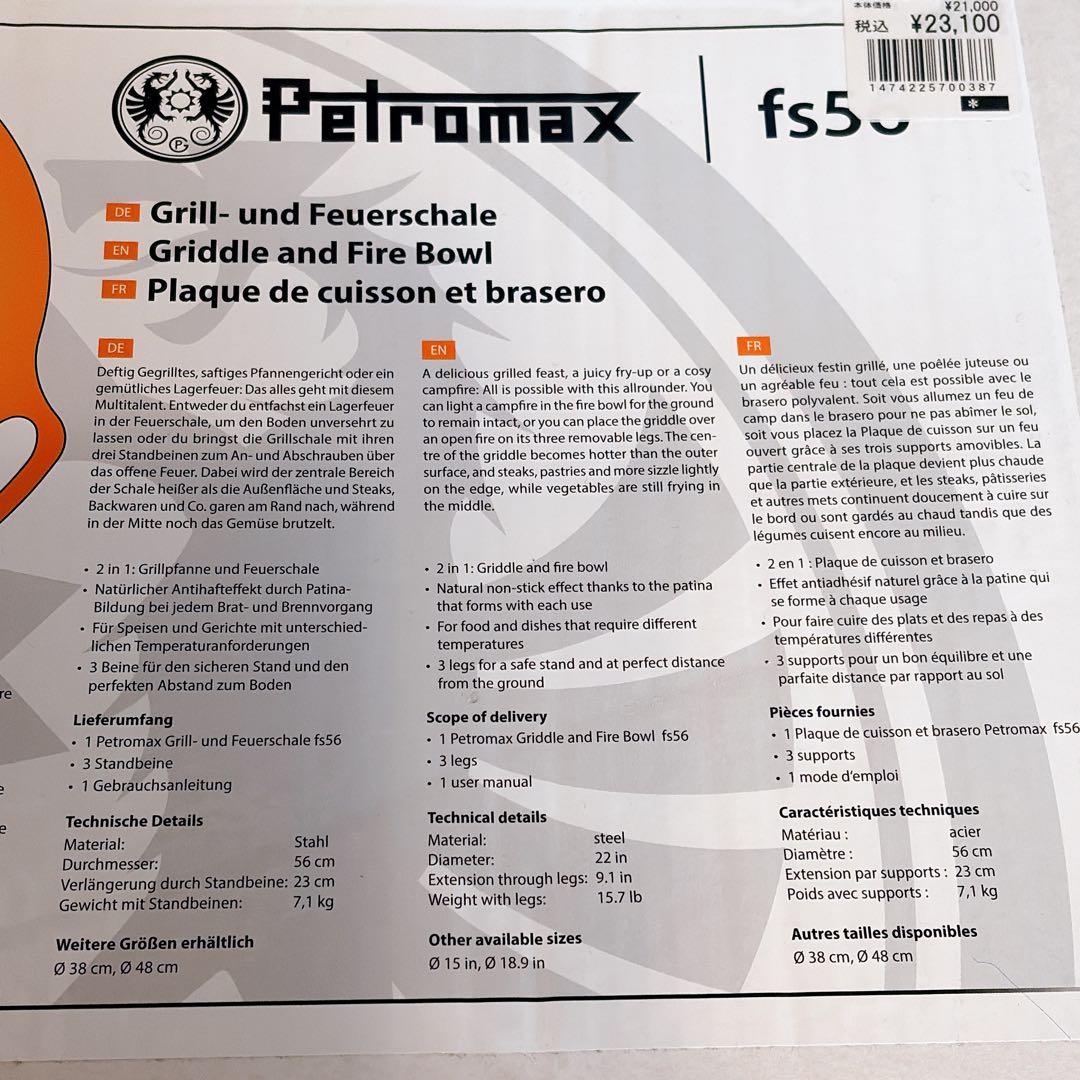 本体価格 ¥21,000
税込 ¥23,100
1474225700387
*
Petromax
fs56
DE Grill- und Feuerschale
EN Griddle and Fire Bowl
FR Plaque de cuisson et brasero
DE
Deftig Gegrilltes, saftiges Pfannengericht oder ein
gemütliches Lagerfeuer: Das alles geht mit diesem
Multitalent. Entweder du entfachst ein Lagerfeuer
in der Feuerschale, um den Boden unversehrt zu
lassen oder du bringst die Grillschale mit ihren
drei Standbeinen zum An- und Abschrauben über
das offene Feuer. Dabei wird der zentrale Bereich
der Schale heißer als die Außenfläche und Steaks,
Backwaren und Co. garen am Rand nach, während
in der Mitte noch das Gemüse brutzelt.
• 2 in 1: Grillpfanne und Feuerschale
• Natürlicher Antihafteffekt durch Patina-
Bildung bei jedem Brat- und Brennvorgang
• Für Speisen und Gerichte mit unterschied-
lichen Temperaturanforderungen
• 3 Beine für den sicheren Stand und den
perfekten Abstand zum Boden
Lieferumfang
• 1 Petromax Grill- und Feuerschale fs56
• 3 Standbeine
• 1 Gebrauchsanleitung
Technische Details
Material: Stahl
Durchmesser: 56 cm
Verlängerung durch Standbeine: 23 cm
Gewicht mit Standbeinen: 7,1 kg
Weitere Größen erhältlich
Ø 38 cm, Ø 48 cm
EN
A delicious grilled feast, a juicy fry-up or a cosy
campfire: All is possible with this allrounder. You
can light a campfire in the fire bowl for the ground
to remain intact, or you can place the griddle over
an open fire on its three removable legs. The cen-
tre of the griddle becomes hotter than the outer
surface, and steaks, pastries and more sizzle lightly
on the edge, while vegetables are still frying in
the middle.
• 2 in 1: Griddle and fire bowl
• Natural non-stick effect thanks to the patina
that forms with each use
• For food and dishes that require different
temperatures
• 3 legs for a safe stand and at perfect distance
from the ground
Scope of delivery
• 1 Petromax Griddle and Fire Bowl fs56
• 3 legs
• 1 user manual
Technical details
Material: steel
Diameter: 22 in
Extension through legs: 9.1 in
Weight with legs: 15.7 lb
Other available sizes
Ø 15 in, Ø 18.9 in
FR
Un délicieux festin grillé, une poêlée juteuse ou
un agréable feu : tout cela est possible avec le
brasero polyvalent. Soit vous allumez un feu de
camp dans le brasero pour ne pas abîmer le sol,
soit vous placez la Plaque de cuisson sur un feu
ouvert grâce à ses trois supports amovibles. La
partie centrale de la plaque devient plus chaude
que la partie extérieure, et les steaks, pâtisseries
et autres mets continuent doucement à cuire sur
le bord ou sont gardés au chaud tandis que des
légumes cuisent encore au milieu.
• 2 en 1 : Plaque de cuisson et brasero
• Effet antiadhésif naturel grâce à la patine qui
se forme à chaque usage
• Pour faire cuire des plats et des repas à des
températures différentes
• 3 supports pour un bon équilibre et une
parfaite distance par rapport au sol
Pièces fournies
• 1 Plaque de cuisson et brasero Petromax fs56
• 3 supports
• 1 mode d'emploi
Caractéristiques techniques
Matériau : acier
Diamètre : 56 cm
Extension par supports : 23 cm
Poids avec supports : 7,1 kg
Autres tailles disponibles
Ø 38 cm, Ø 48 cm